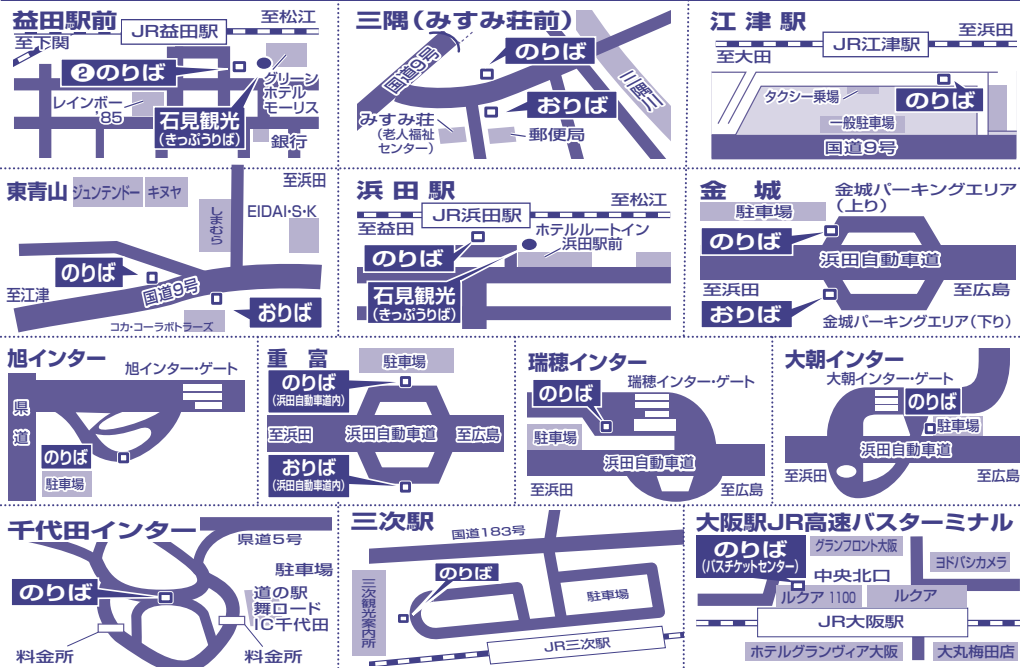 益田駅前
至松江
JR益田駅
至下関
②のりば
グリーン
ホテル
モーリス
レインボー
'85
石見観光
(きっぷうりば)
銀行
三隅(みすみ荘前)
のりば
国道9号
三隅川
おりば
みすみ荘
(老人福祉
センター)
郵便局
江津駅
至浜田
JR江津駅
至大田
タクシー乗場
のりば
一般駐車場
国道9号
東青山
ジュンテンドー
キヌヤ
至浜田
しまむら
EIDAI・S・K
のりば
至江津
国道9号
おりば
コカ・コーラボトラーズ
浜田駅
至松江
JR浜田駅
至益田
ホテルルートイン
浜田駅前
のりば
石見観光
(きっぷうりば)
金城
金城パーキングエリア
(上り)
駐車場
のりば
浜田自動車道
至浜田
至広島
おりば
金城パーキングエリア(下り)
旭インター
旭インター・ゲート
県道
のりば
駐車場
重富
駐車場
のりば
(浜田自動車道内)
至浜田
浜田自動車道
至広島
おりば
(浜田自動車道内)
瑞穂インター
瑞穂インター・ゲート
のりば
駐車場
浜田自動車道
至浜田
至広島
大朝インター
大朝インター・ゲート
のりば
駐車場
浜田自動車道
至浜田
至広島
千代田インター
県道5号
駐車場
のりば
道の駅
舞ロード
IC千代田
料金所
料金所
三次駅
国道183号
のりば
三次観光案内所
駐車場
JR三次駅
大阪駅JR高速バスターミナル
のりば
(バスチケットセンター)
グランフロント大阪
ヨドバシカメラ
中央北口
ルクア 1100
ルクア
JR大阪駅
ホテルグランヴィア大阪
大丸梅田店